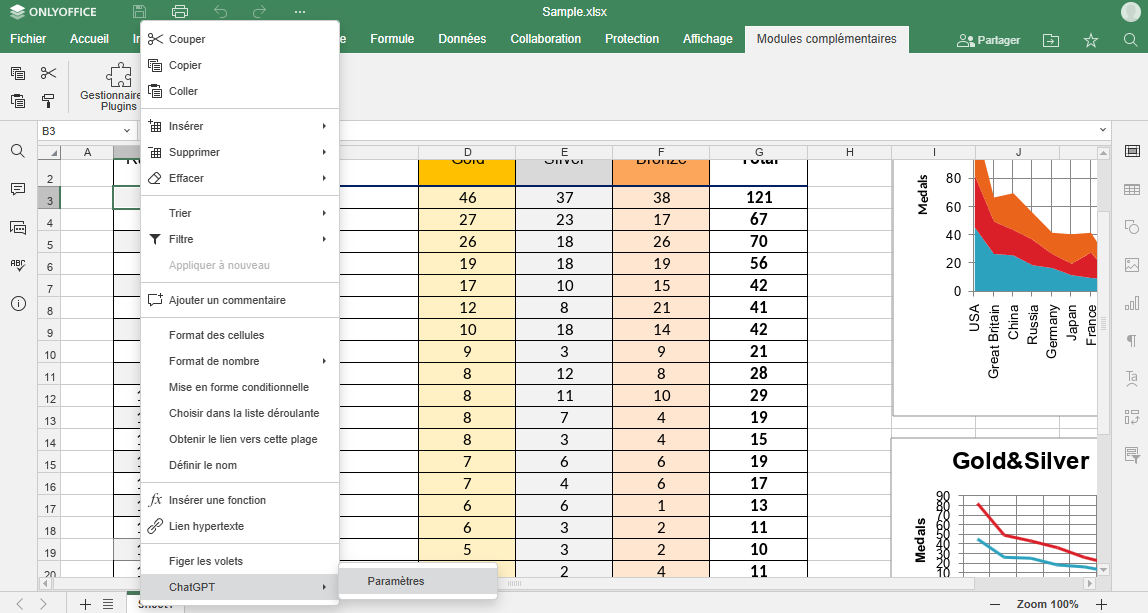 ONLYOFFICE
Sample.xlsx
Fichier Accueil Formule Données Collaboration Protection Affichage Modules complémentaires Partager
Gestionnaire
Plugins
B3
Couper
Copier
Coller
Insérer
Supprimer
Effacer
Trier
Filtre
Appliquer à nouveau
Ajouter un commentaire
Format des cellules
Format de nombre
Mise en forme conditionnelle
Choisir dans la liste déroulante
Obtenir le lien vers cette plage
Définir le nom
Insérer une fonction
Lien hypertexte
Figer les volets
ChatGPT
Paramètres
A D E F G H I J
2 Gold Silver Bronze Total
3 46 37 38 121
4 27 23 17 67
5 26 18 26 70
6 19 18 19 56
7 17 10 15 42
8 12 8 21 41
9 10 18 14 42
10 9 3 9 21
11 8 12 8 28
12 8 11 10 29
13 8 7 4 19
14 8 3 4 15
15 7 6 6 19
16 7 4 6 17
17 6 6 1 13
18 6 3 2 11
19 5 3 2 10
20 2 4 11
Medals
80
60
40
20
0
USA
Great Britain
China
Russia
Germany
Japan
France
Gold&Silver
Medals
90
80
70
60
50
40
30
20
10
Sheet1
Zoom 100%